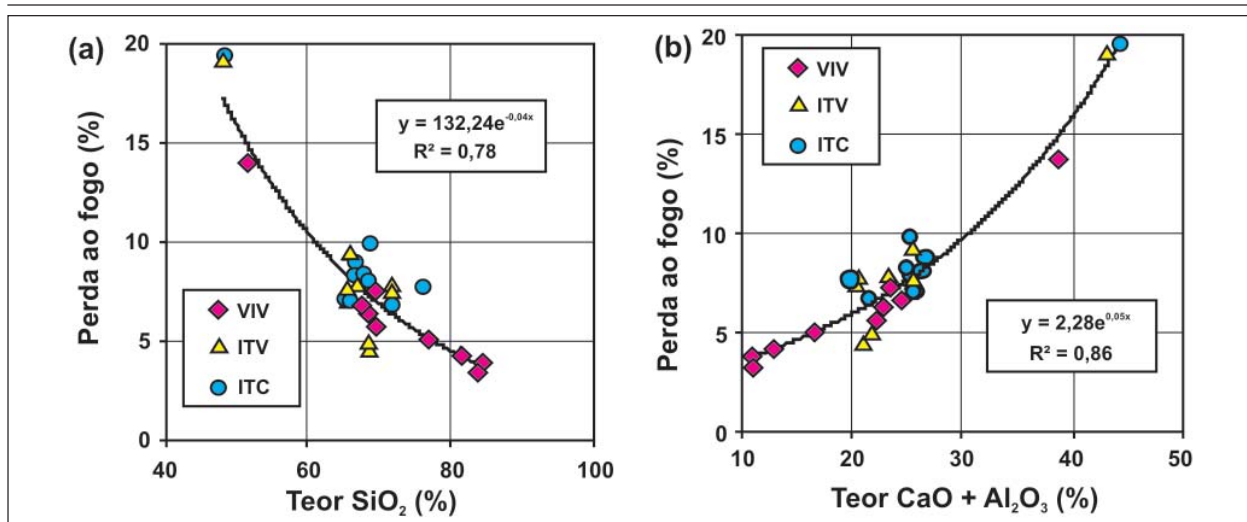 (a)
Perda ao fogo (%)
20
15
10
5
0
y = 132,24e⁻⁰,⁰⁴ˣ
R² = 0,78
VIV
ITV
ITC
40
60
80
100
Teor SiO₂ (%)
(b)
Perda ao fogo (%)
20
15
10
5
0
VIV
ITV
ITC
y = 2,28e⁰,⁰⁵ˣ
R² = 0,86
10
20
30
40
50
Teor CaO + Al₂O₃ (%)